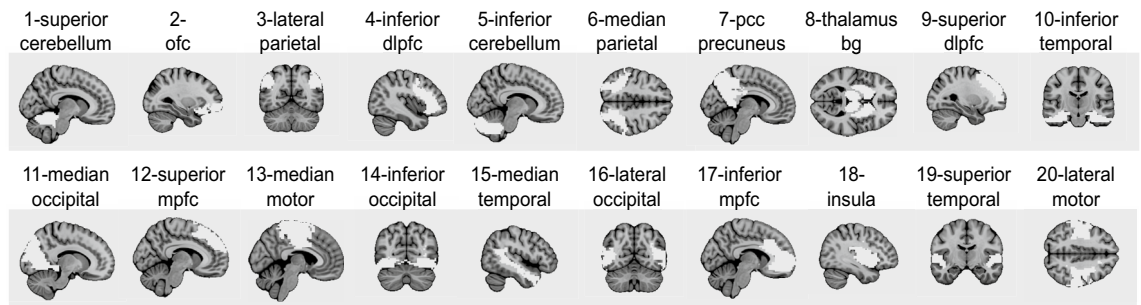 1-superior 2- 3-lateral 4-inferior 5-inferior 6-median 7-pcc 8-thalamus 9-superior 10-inferior
cerebellum ofc parietal dlpfc cerebellum parietal precuneus bg dlpfc temporal
11-median 12-superior 13-median 14-inferior 15-median 16-lateral 17-inferior 18- 19-superior 20-lateral
occipital mpfc motor occipital temporal occipital mpfc insula temporal motor